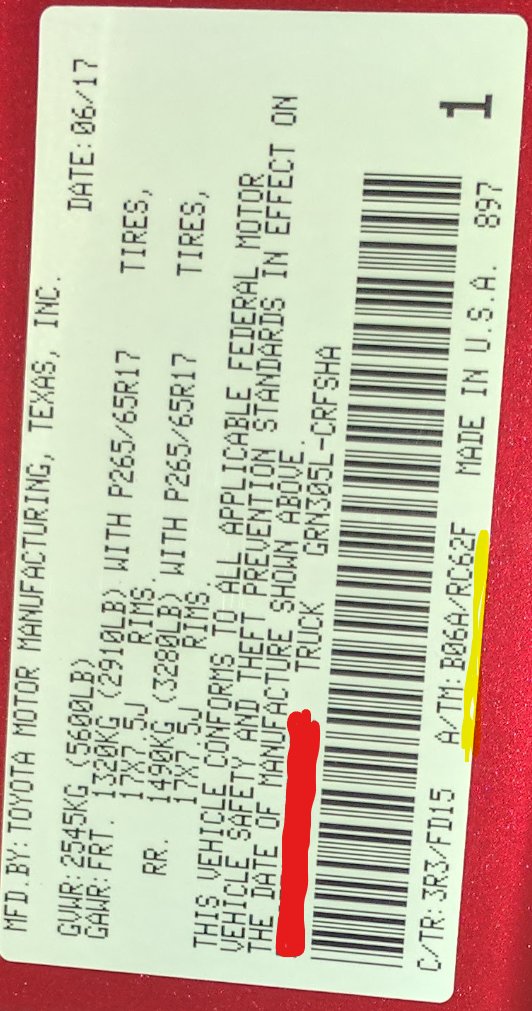 MFD.BY: TOYOTA MOTOR MANUFACTURING, TEXAS, INC. DATE: 06/17
GVWR: 2545KG (5600LB)
GAWR: FRT. 1320KG (2910LB) WITH P265/65R17 TIRES,
17X7.5J RIMS.
RR. 1490KG (3280LB) WITH P265/65R17 TIRES,
17X7.5J RIMS.
THIS VEHICLE CONFORMS TO ALL APPLICABLE FEDERAL MOTOR
VEHICLE SAFETY AND THEFT PREVENTION STANDARDS IN EFFECT ON
THE DATE OF MANUFACTURE SHOWN ABOVE.
TRUCK GRN305L-CRFSHA
C/TR: 3R3/FD15 A/TM: B06A/RC62F MADE IN U.S.A. 897
1